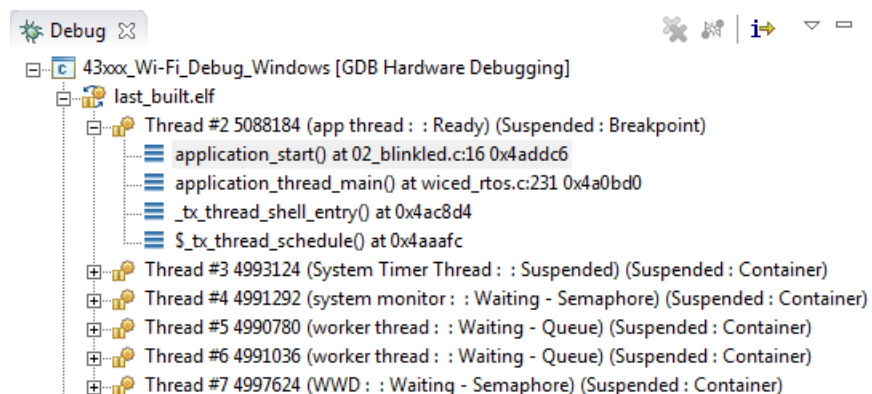 Debug
43xxx_Wi-Fi_Debug_Windows [GDB Hardware Debugging]
last_built.elf
Thread #2 5088184 (app thread : : Ready) (Suspended : Breakpoint)
application_start() at 02_blinkled.c:16 0x4addc6
application_thread_main() at wiced_rtos.c:231 0x4a0bd0
_tx_thread_shell_entry() at 0x4ac8d4
$_tx_thread_schedule() at 0x4aaafc
Thread #3 4993124 (System Timer Thread : : Suspended) (Suspended : Container)
Thread #4 4991292 (system monitor : : Waiting - Semaphore) (Suspended : Container)
Thread #5 4990780 (worker thread : : Waiting - Queue) (Suspended : Container)
Thread #6 4991036 (worker thread : : Waiting - Queue) (Suspended : Container)
Thread #7 4997624 (WWD : : Waiting - Semaphore) (Suspended : Container)